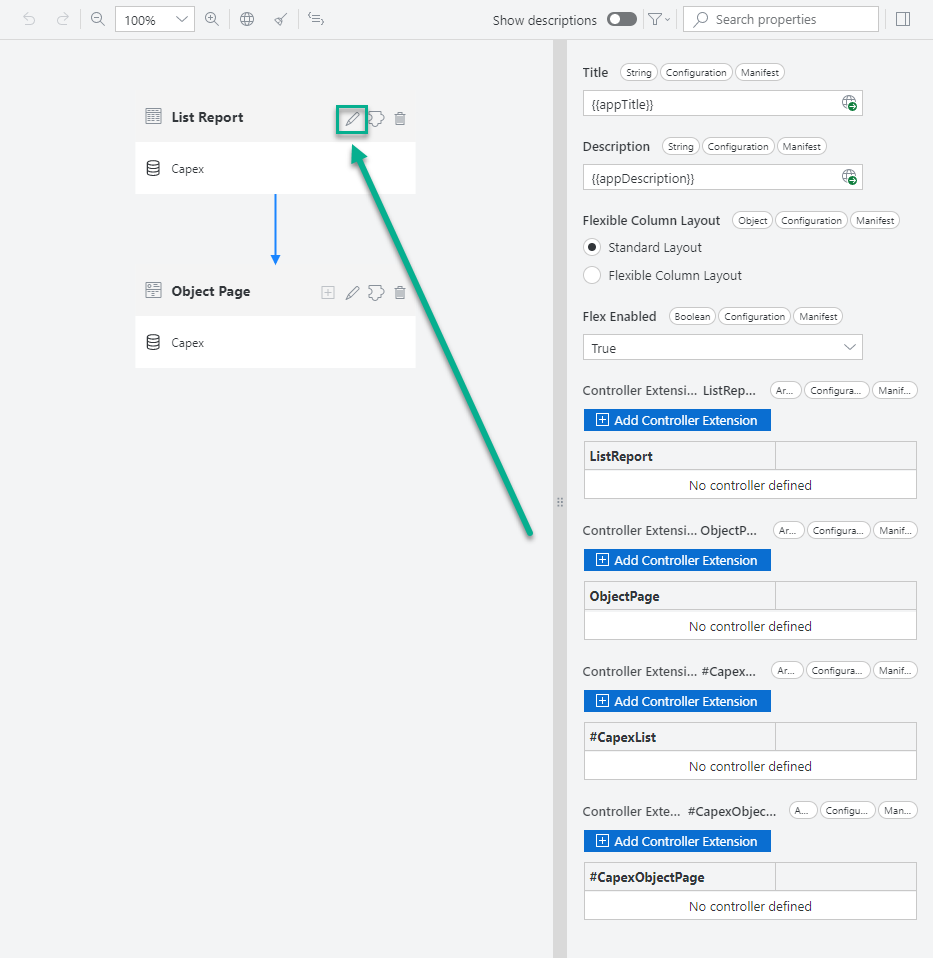 100%
Show descriptions
Search properties
List Report
Capex
Object Page
Capex
Title String Configuration Manifest
{{appTitle}}
Description String Configuration Manifest
{{appDescription}}
Flexible Column Layout Object Configuration Manifest
Standard Layout
Flexible Column Layout
Flex Enabled Boolean Configuration Manifest
True
Controller Extensi... ListRep... Ar... Configura... Manif...
Add Controller Extension
ListReport
No controller defined
Controller Extensi... ObjectP... Ar... Configura... Manif...
Add Controller Extension
ObjectPage
No controller defined
Controller Extensi... #Capex... Ar... Configura... Manif...
Add Controller Extension
#CapexList
No controller defined
Controller Exte... #CapexObjec... A... Configu... Man...
Add Controller Extension
#CapexObjectPage
No controller defined